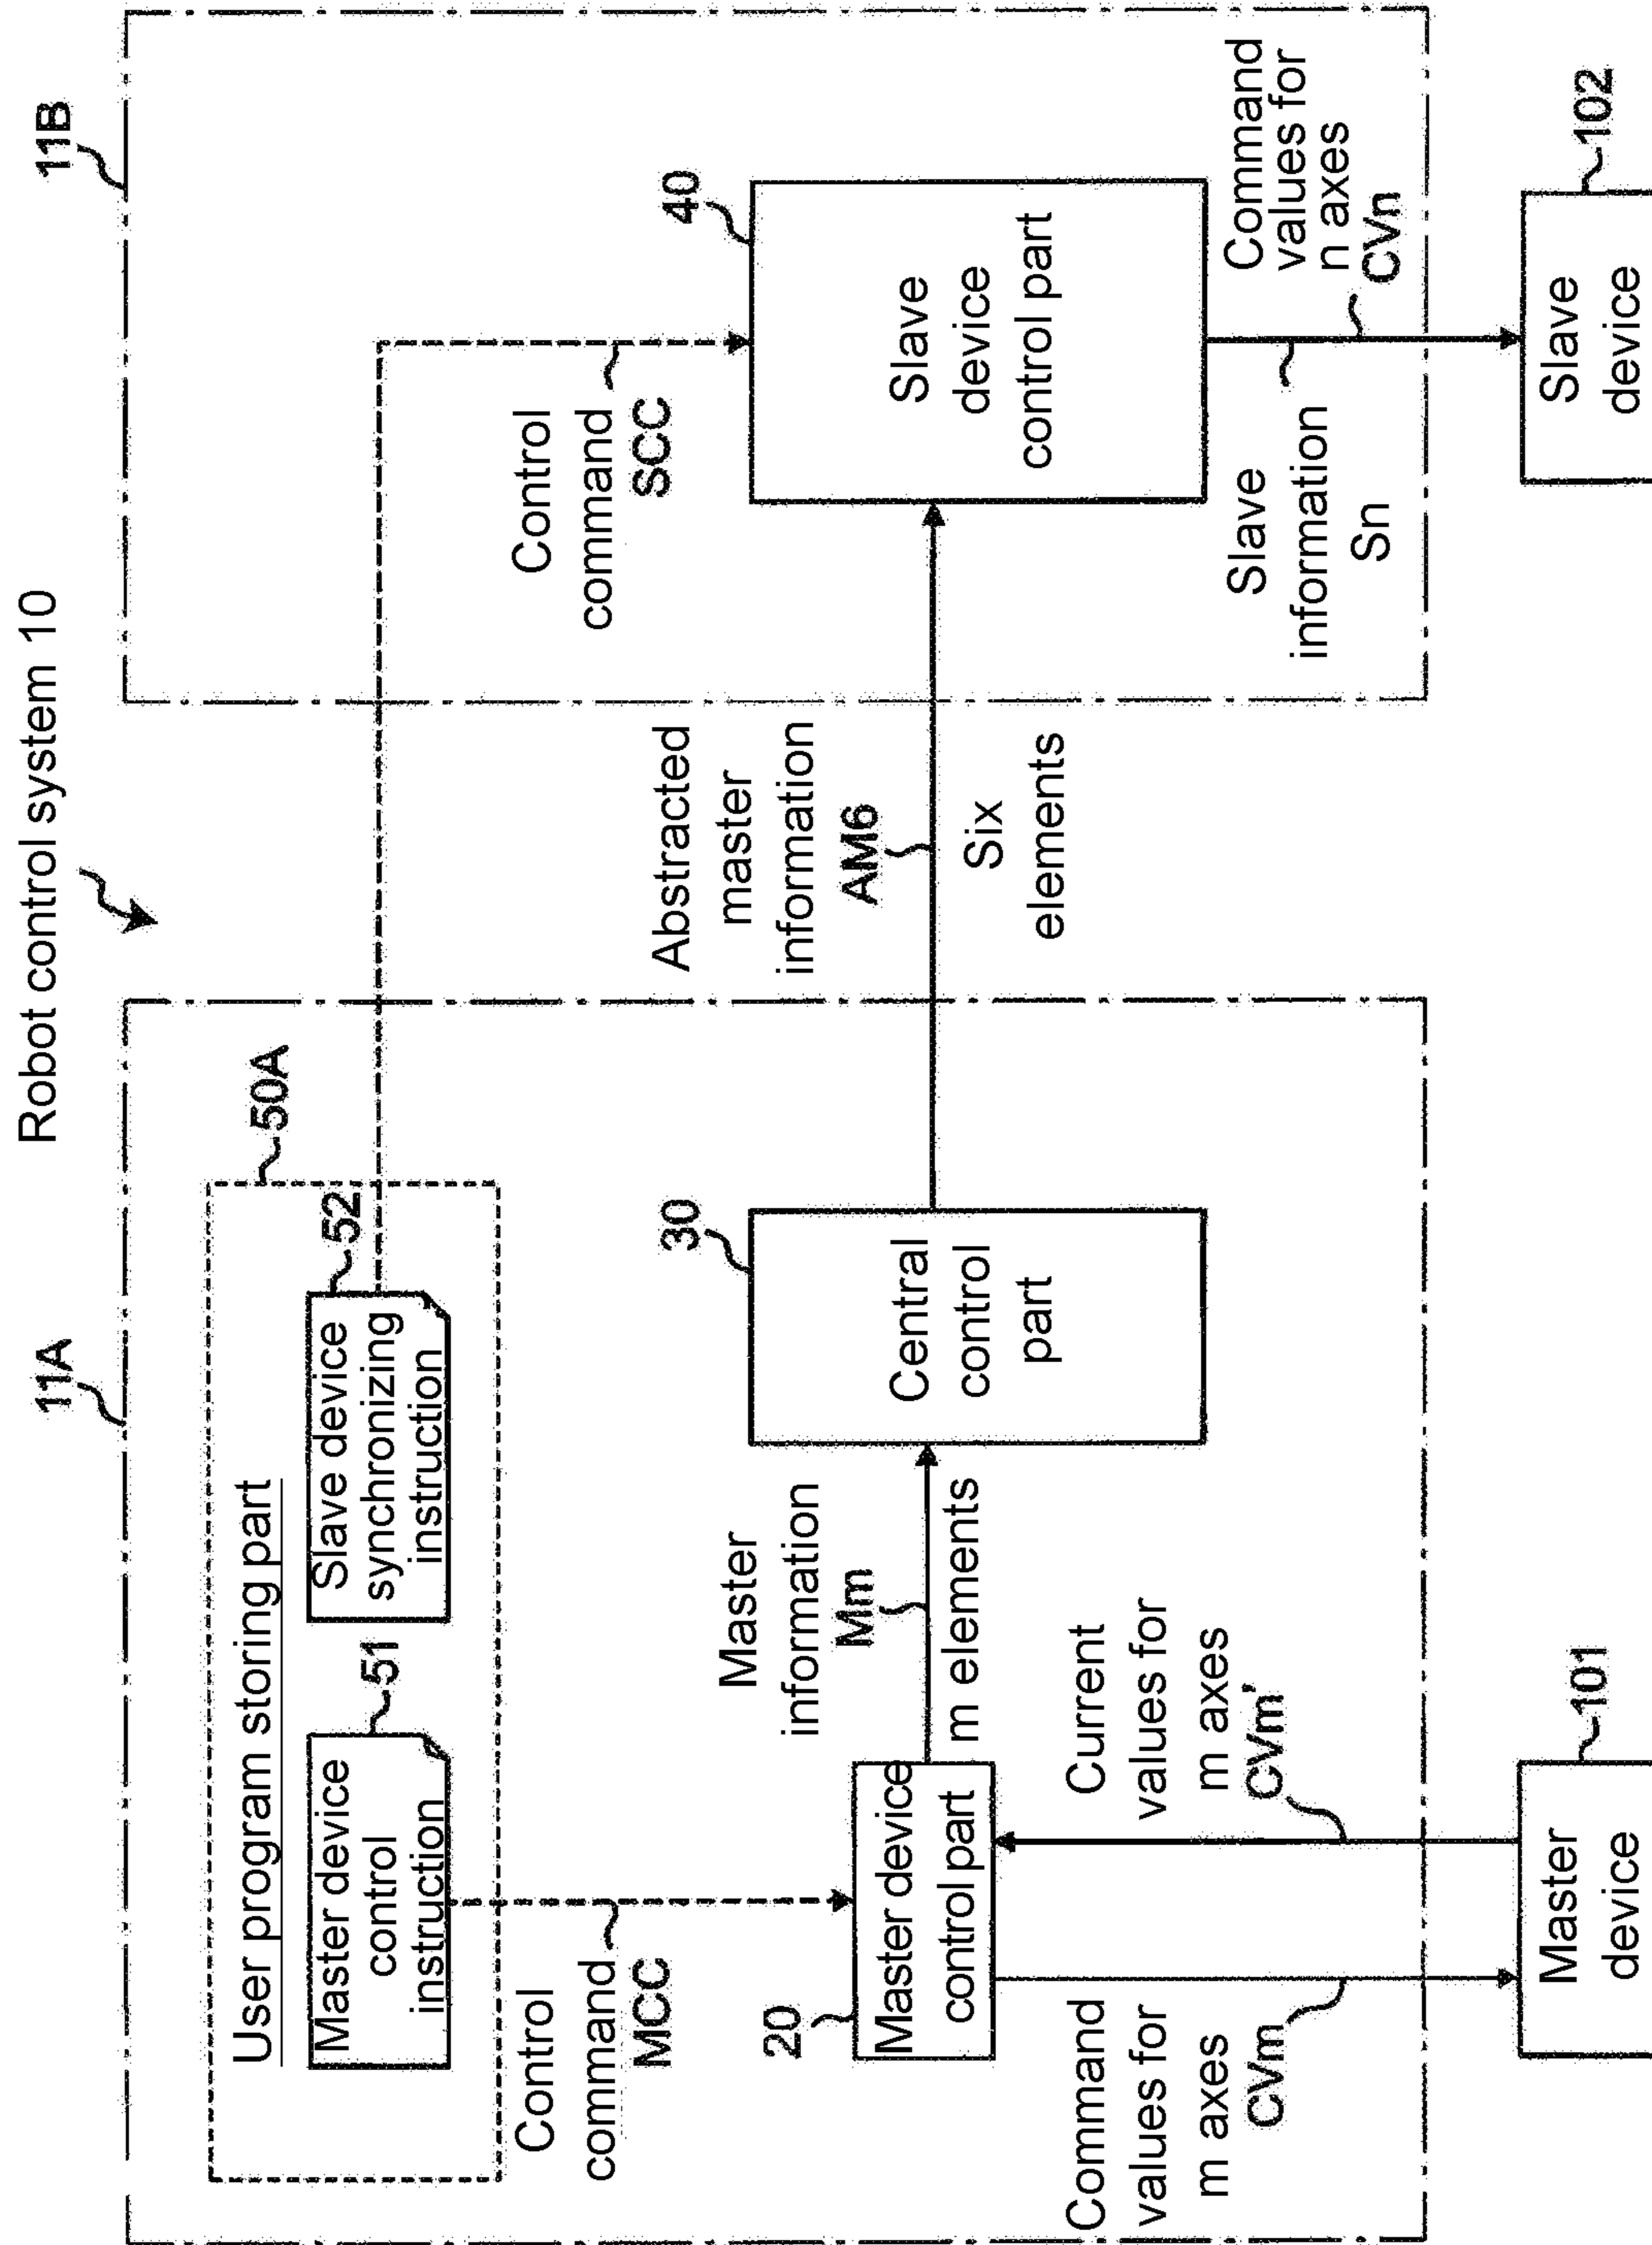 Robot control system 10
11A
11B
50A
User program storing part
51
52
Master device
control
instruction
Slave device
synchronizing
instruction
Control
command
MCC
Control
command
SCC
20
Master device
control part
Master
information
Mm
m elements
30
Central
control
part
Abstracted
master
information
AM6
Six
elements
40
Slave
device
control part
Command
values for
m axes
CVm
Current
values for
m axes
CVm'
Slave
information
Sn
Command
values for
n axes
CVn
Master
device
101
Slave
device
102